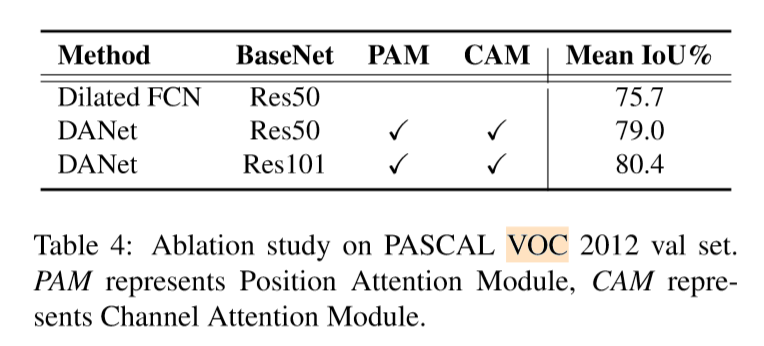 Method BaseNet PAM CAM Mean IoU%
Dilated FCN Res50 75.7
DANet Res50 ✓ ✓ 79.0
DANet Res101 ✓ ✓ 80.4
Table 4: Ablation study on PASCAL VOC 2012 val set.
PAM represents Position Attention Module, CAM repre-
sents Channel Attention Module.